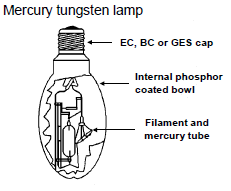 Mercury tungsten lamp
EC, BC or GES cap
Internal phosphor
coated bowl
Filament and
mercury tube